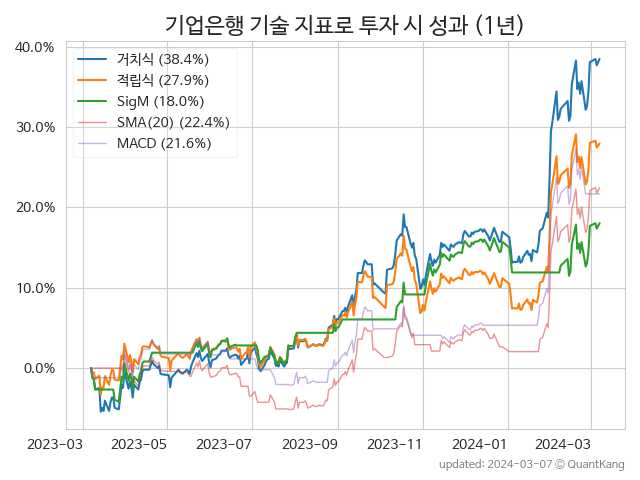 기업은행 기술 지표로 투자 시 성과 (1년)
40.0%
30.0%
20.0%
10.0%
0.0%
거치식 (38.4%)
적립식 (27.9%)
SigM (18.0%)
SMA(20) (22.4%)
MACD (21.6%)
2023-03 2023-05 2023-07 2023-09 2023-11 2024-01 2024-03
updated: 2024-03-07 © QuantKang